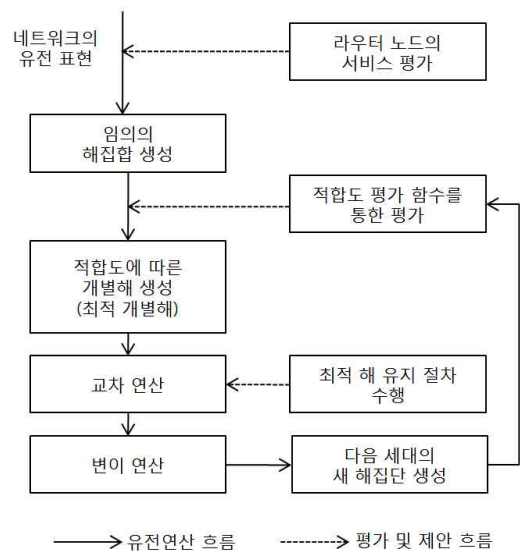 네트워크의
유전 표현
라우터 노드의
서비스 평가
임의의
해집합 생성
적합도 평가 함수를
통한 평가
적합도에 따른
개별해 생성
(최적 개별해)
교차 연산
최적 해 유지 절차
수행
변이 연산
다음 세대의
새 해집단 생성
유전연산 흐름
평가 및 제안 흐름